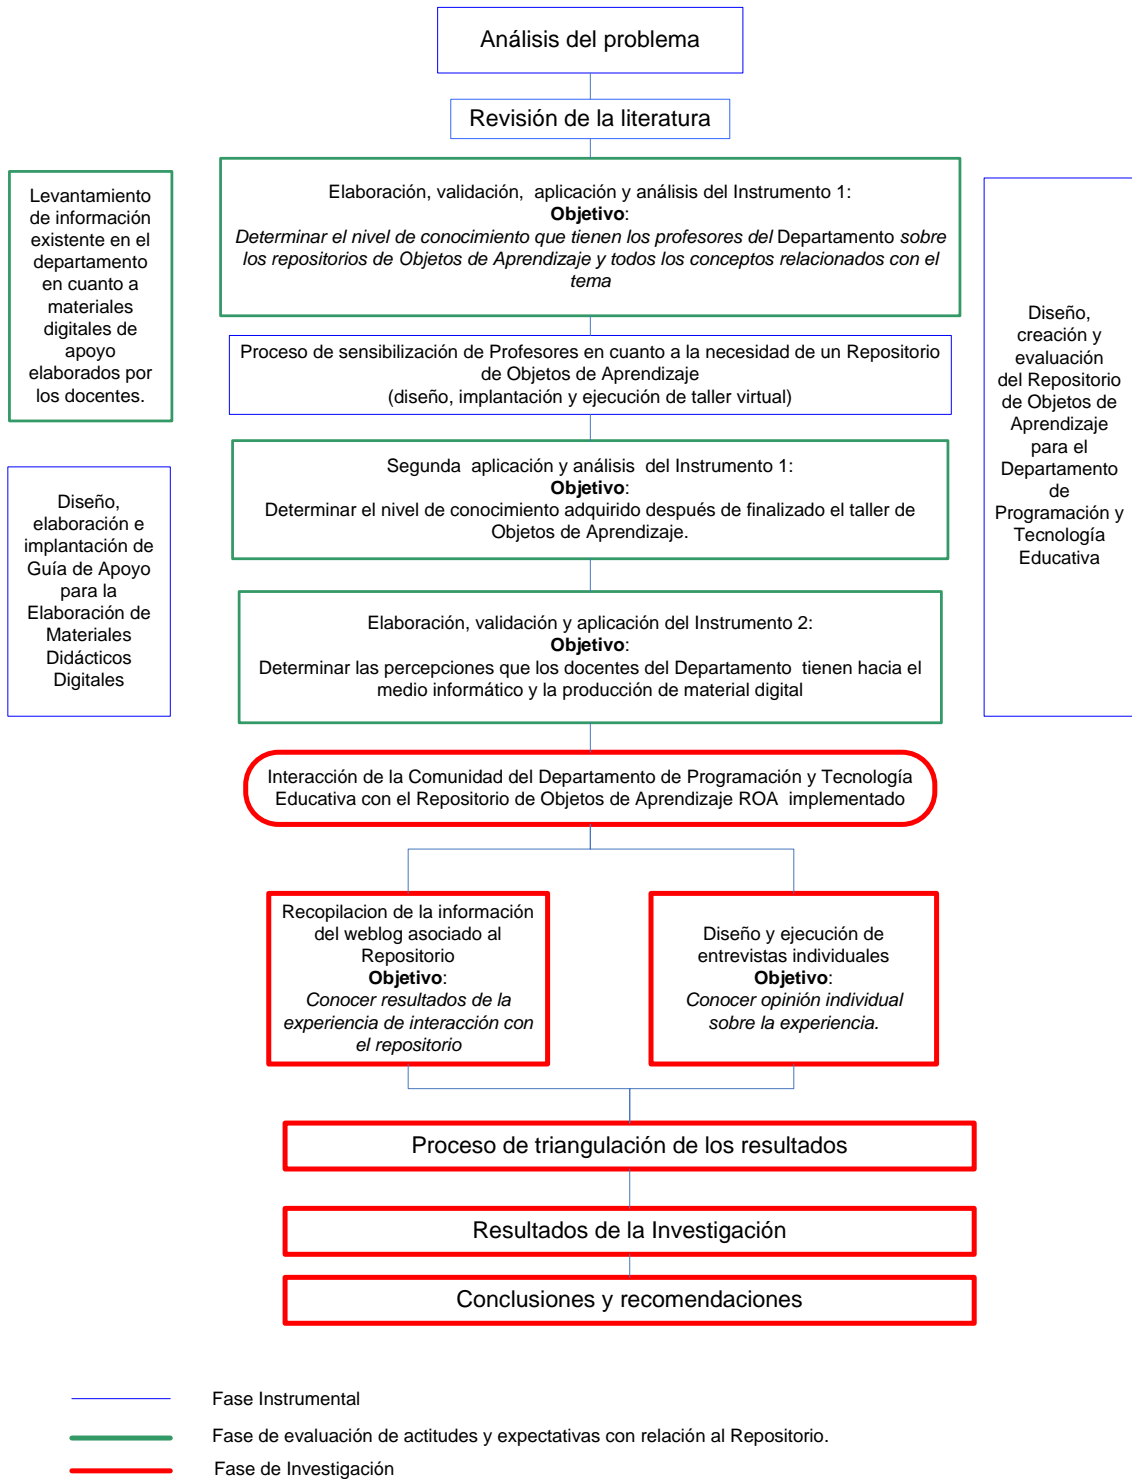 Análisis del problema
Revisión de la literatura
Elaboración, validación,  aplicación y análisis del Instrumento 1:
Objetivo:
Determinar el nivel de conocimiento que tienen los profesores del Departamento sobre
los repositorios de Objetos de Aprendizaje y todos los conceptos relacionados con el
tema
Levantamiento
de información
existente en el
departamento
en cuanto a
materiales
digitales de
apoyo
elaborados por
los docentes.
Proceso de sensibilización de Profesores en cuanto a la necesidad de un Repositorio
de Objetos de Aprendizaje
(diseño, implantación y ejecución de taller virtual)
Diseño,
creación y
evaluación
del Repositorio
de Objetos de
Aprendizaje
para el
Departamento
de
Programación y
Tecnología
Educativa
Segunda  aplicación y análisis  del Instrumento 1:
Objetivo:
Determinar el nivel de conocimiento adquirido después de finalizado el taller de
Objetos de Aprendizaje.
Diseño,
elaboración e
implantación de
Guía de Apoyo
para la
Elaboración de
Materiales
Didácticos
Digitales
Elaboración, validación y aplicación del Instrumento 2:
Objetivo:
Determinar las percepciones que los docentes del Departamento  tienen hacia el
medio informático y la producción de material digital
Interacción de la Comunidad del Departamento de Programación y Tecnología
Educativa con el Repositorio de Objetos de Aprendizaje ROA  implementado
Recopilacion de la información
del weblog asociado al
Repositorio
Objetivo:
Conocer resultados de la
experiencia de interacción con
el repositorio
Diseño y ejecución de
entrevistas individuales
Objetivo:
Conocer opinión individual
sobre la experiencia.
Proceso de triangulación de los resultados
Resultados de la Investigación
Conclusiones y recomendaciones
Fase Instrumental
Fase de evaluación de actitudes y expectativas con relación al Repositorio.
Fase de Investigación